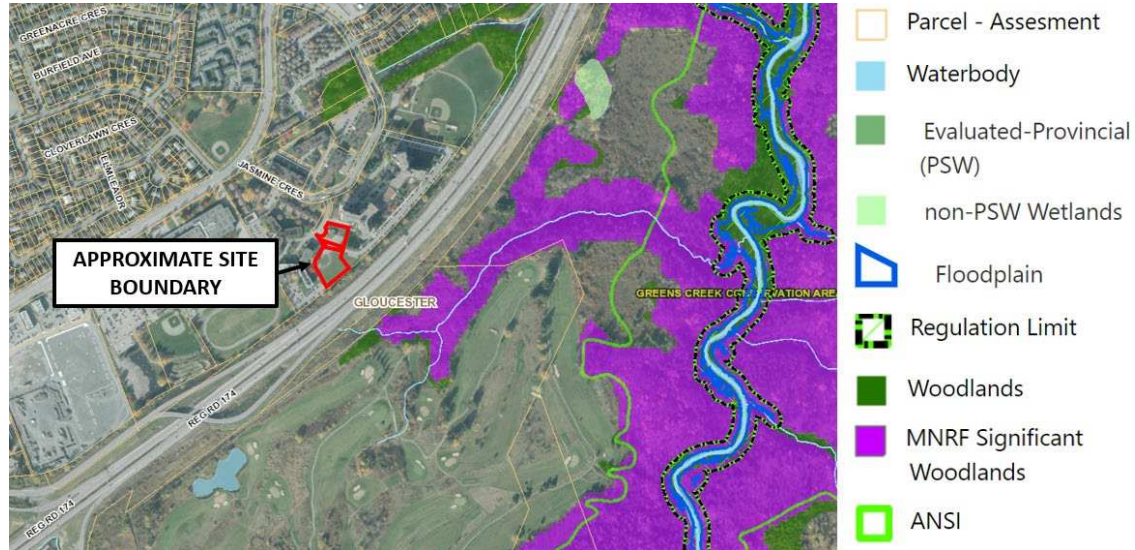 GREENACRE CRES
BURFIELD AVE
CLOVERLAWN CRES
ELMLEA DR
JASMINE CRES
APPROXIMATE SITE
BOUNDARY
GLOUCESTER
GREENS CREEK CONSERVATION AREA
REG RD 174
REG RD 174
Parcel - Assesment
Waterbody
Evaluated-Provincial
(PSW)
non-PSW Wetlands
Floodplain
Regulation Limit
Woodlands
MNRF Significant
Woodlands
ANSI